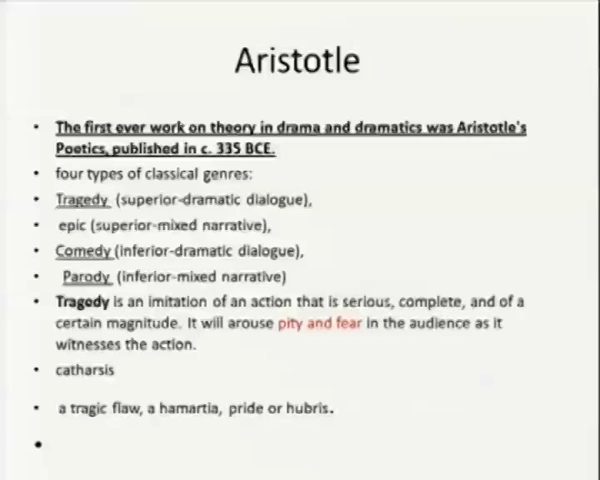 Aristotle
• The first ever work on theory in drama and dramatics was Aristotle's
Poetics, published in c. 335 BCE.
• four types of classical genres:
• Tragedy (superior-dramatic dialogue),
• epic (superior-mixed narrative),
• Comedy (inferior-dramatic dialogue),
• Parody (inferior-mixed narrative)
• Tragedy is an imitation of an action that is serious, complete, and of a
certain magnitude. It will arouse pity and fear in the audience as it
witnesses the action.
• catharsis
• a tragic flaw, a hamartia, pride or hubris.
•